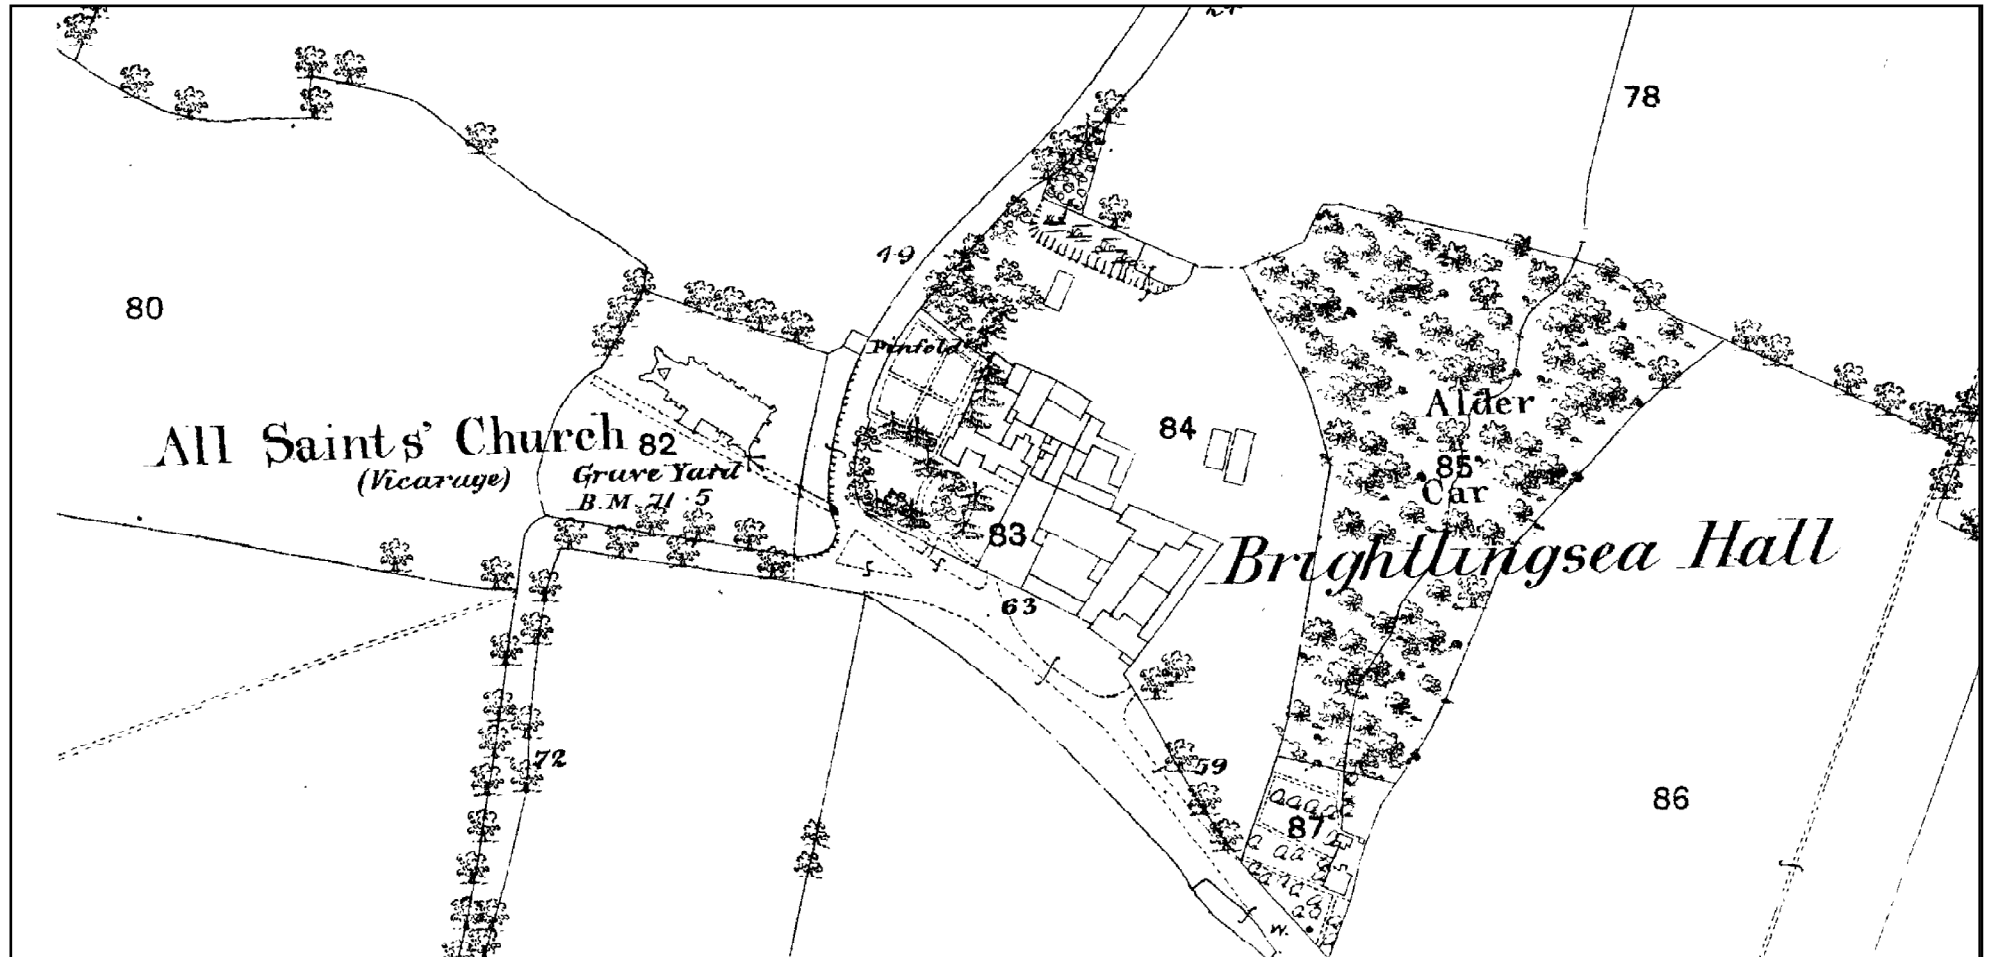 78
49
80
Penfold
All Saints' Church
82
84
Alder
(Vicarage)
Grave Yard
85
Car
B.M. 71·5
83
Brightlingsea Hall
63
72
59
86
87
W.